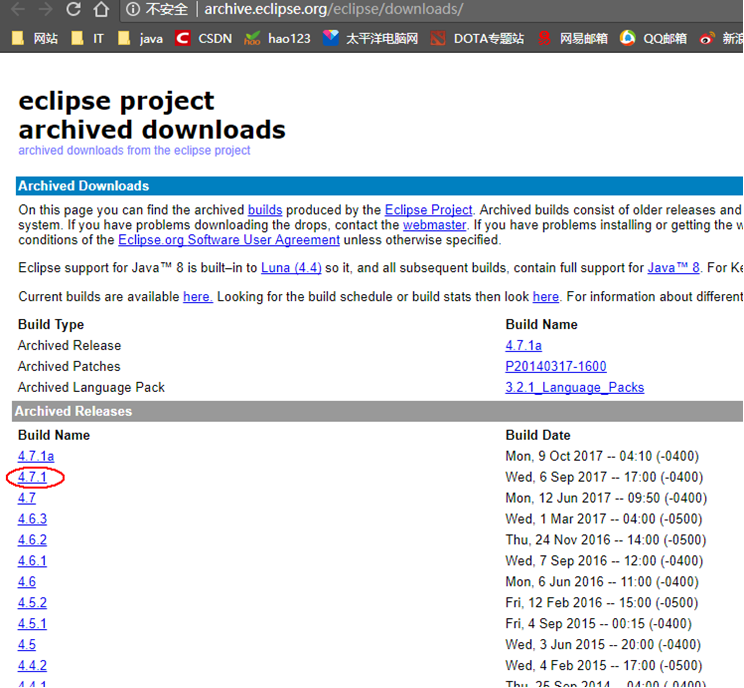 不安全 archive.eclipse.org/eclipse/downloads/
网站 IT java CSDN hao123 太平洋电脑网 DOTA专题站 网易邮箱 QQ邮箱 新浪
eclipse project
archived downloads
archived downloads from the eclipse project
Archived Downloads
On this page you can find the archived builds produced by the Eclipse Project. Archived builds consist of older releases and
system. If you have problems downloading the drops, contact the webmaster. If you have problems installing or getting the w
conditions of the Eclipse.org Software User Agreement unless otherwise specified.
Eclipse support for Java™ 8 is built–in to Luna (4.4) so it, and all subsequent builds, contain full support for Java™ 8. For Ke
Current builds are available here. Looking for the build schedule or build stats then look here. For information about different
Build Type Build Name
Archived Release 4.7.1a
Archived Patches P20140317-1600
Archived Language Pack 3.2.1_Language_Packs
Archived Releases
Build Name Build Date
4.7.1a Mon, 9 Oct 2017 -- 04:10 (-0400)
4.7.1 Wed, 6 Sep 2017 -- 17:00 (-0400)
4.7 Mon, 12 Jun 2017 -- 09:50 (-0400)
4.6.3 Wed, 1 Mar 2017 -- 04:00 (-0500)
4.6.2 Thu, 24 Nov 2016 -- 14:00 (-0500)
4.6.1 Wed, 7 Sep 2016 -- 12:00 (-0400)
4.6 Mon, 6 Jun 2016 -- 11:00 (-0400)
4.5.2 Fri, 12 Feb 2016 -- 15:00 (-0500)
4.5.1 Fri, 4 Sep 2015 -- 00:15 (-0400)
4.5 Wed, 3 Jun 2015 -- 20:00 (-0400)
4.4.2 Wed, 4 Feb 2015 -- 17:00 (-0500)
4.4.1 Thu, 25 Sep 2014 -- 04:00 (-0400)